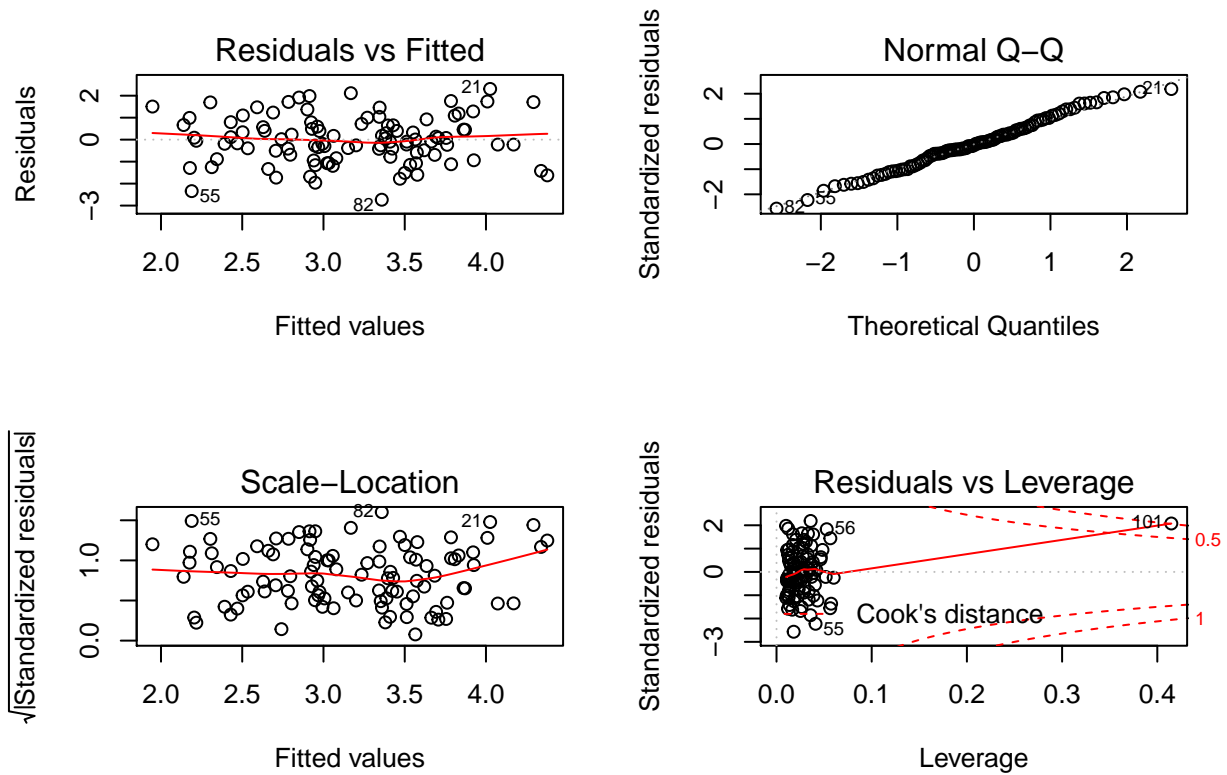 Residuals vs Fitted
Residuals
2
0
−3
2.0 2.5 3.0 3.5 4.0
Fitted values
21
55
82
Normal Q−Q
Standardized residuals
2
0
−2
−2 −1 0 1 2
Theoretical Quantiles
21
82
55
Scale−Location
√|Standardized residuals|
1.0
0.0
2.0 2.5 3.0 3.5 4.0
Fitted values
55
82
21
Residuals vs Leverage
Standardized residuals
2
0
−3
0.0 0.1 0.2 0.3 0.4
Leverage
101
56
0.5
Cook's distance
1
55